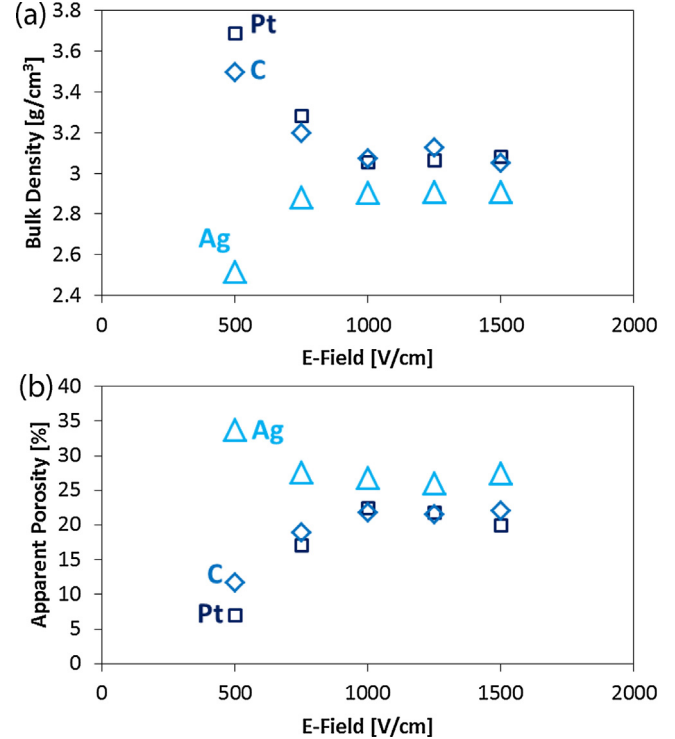 (a)
3.8
3.6
3.4
3.2
3
2.8
2.6
2.4
Bulk Density [g/cm³]
Pt
C
Ag
0 500 1000 1500 2000
E-Field [V/cm]
(b)
40
35
30
25
20
15
10
5
0
Apparent Porosity [%]
Ag
C
Pt
0 500 1000 1500 2000
E-Field [V/cm]